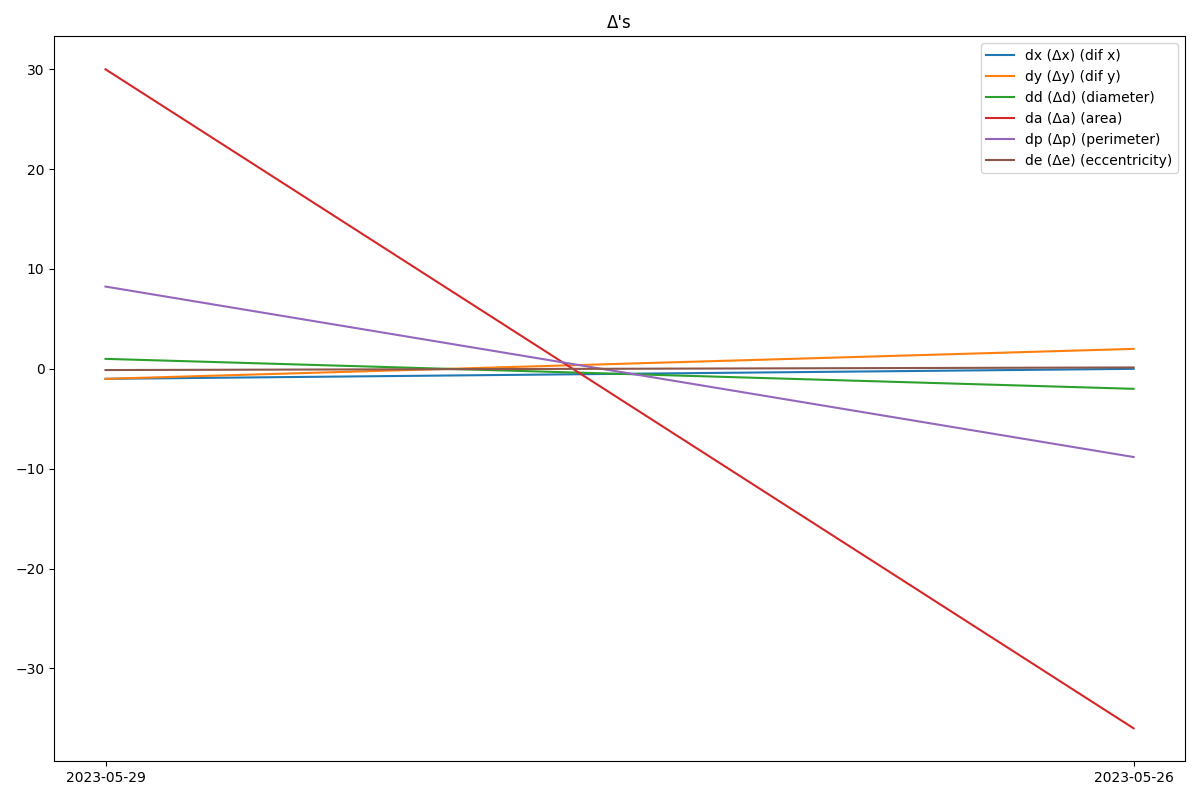 Δ's
dx (Δx) (dif x)
dy (Δy) (dif y)
dd (Δd) (diameter)
da (Δa) (area)
dp (Δp) (perimeter)
de (Δe) (eccentricity)
30
20
10
0
−10
−20
−30
2023-05-29 2023-05-26